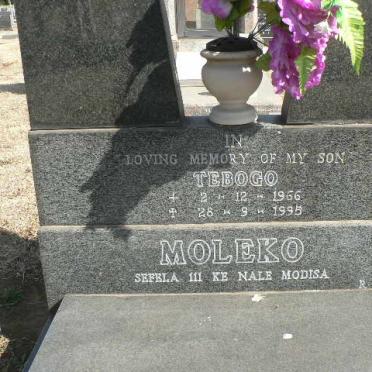 IN
LOVING MEMORY OF MY SON
TEBOGO
+ 2 - 12 - 1966
† 28 - 9 - 1995
MOLEKO
SEFELA 111 KE NALE MODISA
R